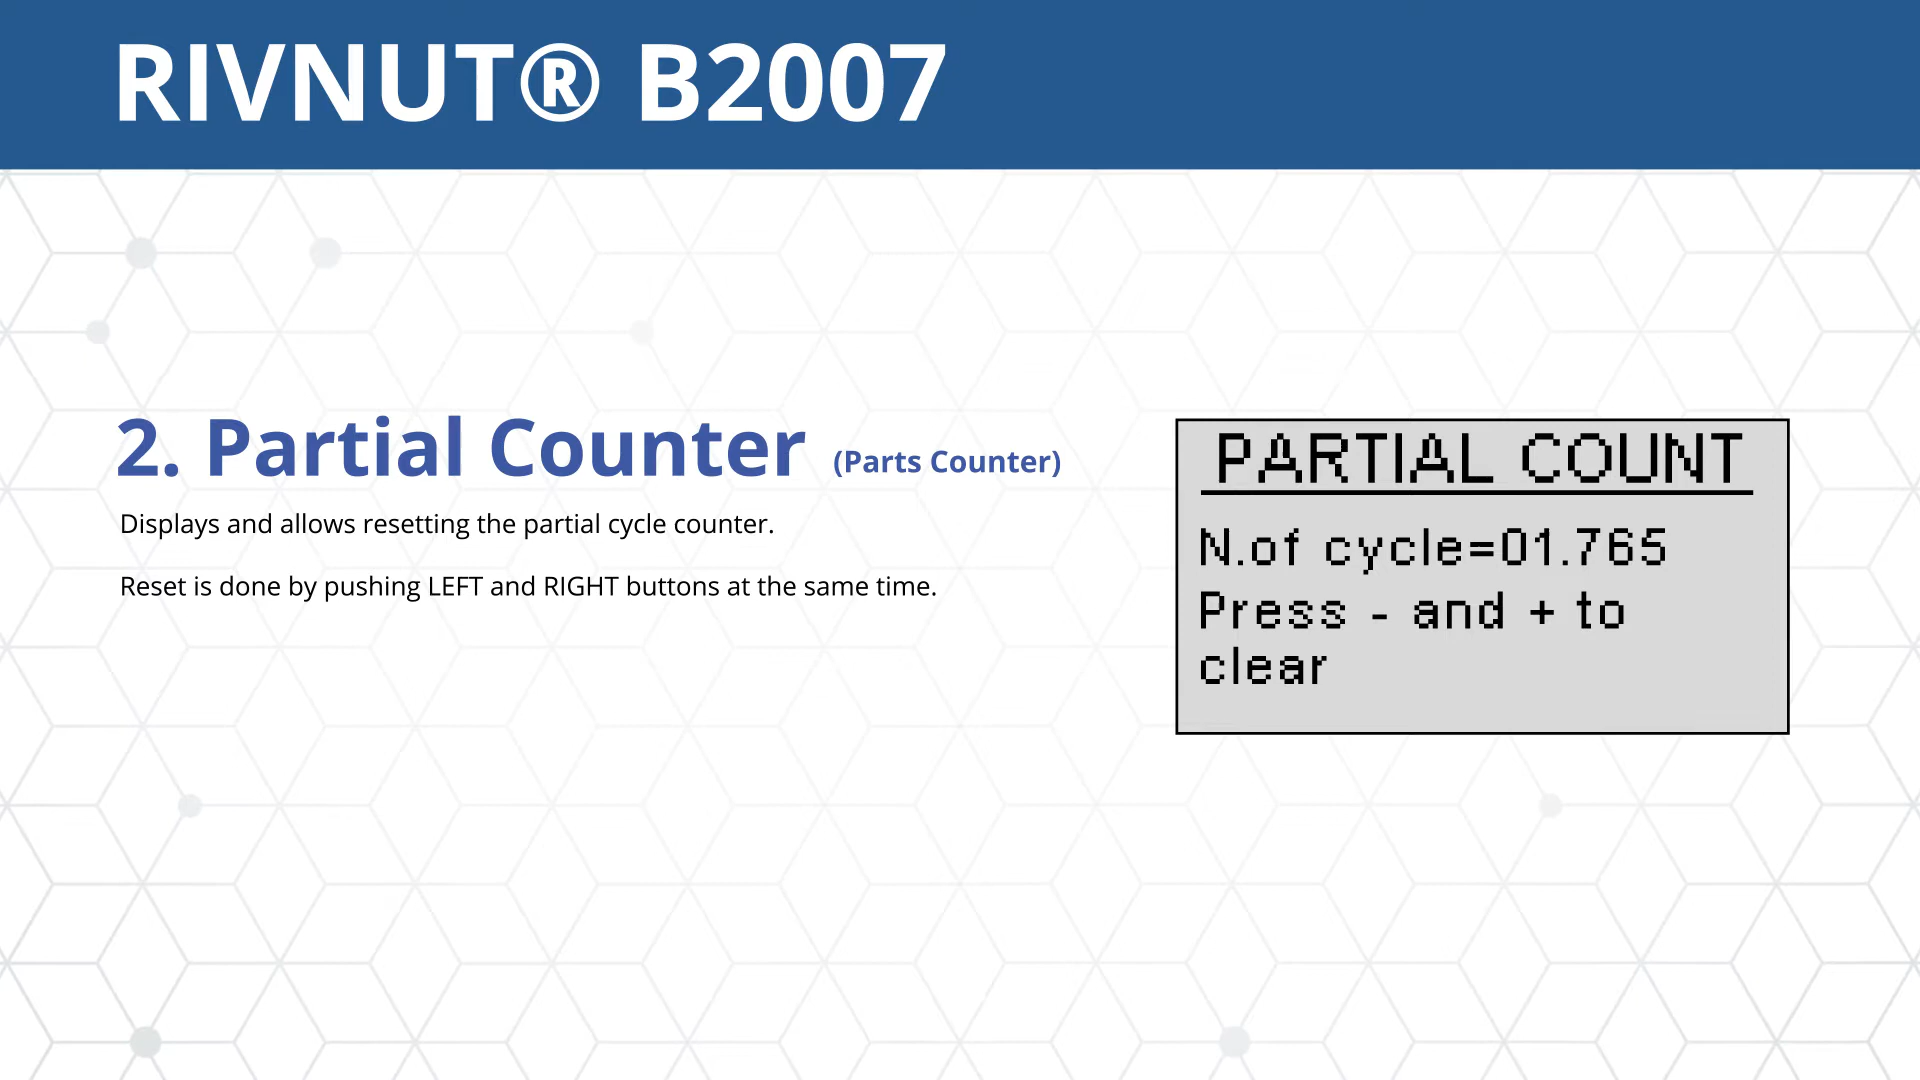 RIVNUT® B2007
2. Partial Counter (Parts Counter)
Displays and allows resetting the partial cycle counter.
Reset is done by pushing LEFT and RIGHT buttons at the same time.
PARTIAL COUNT
N.of cycle=01.765
Press - and + to
clear